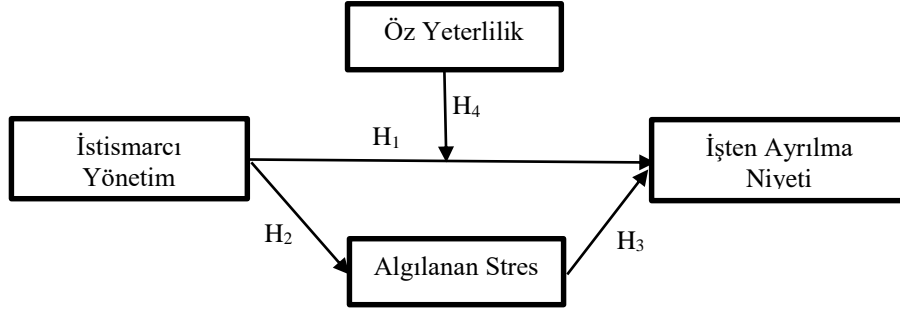 Öz Yeterlilik
H₄
H₁
İstismarcı
Yönetim
İşten Ayrılma
Niyeti
H₂
H₃
Algılanan Stres